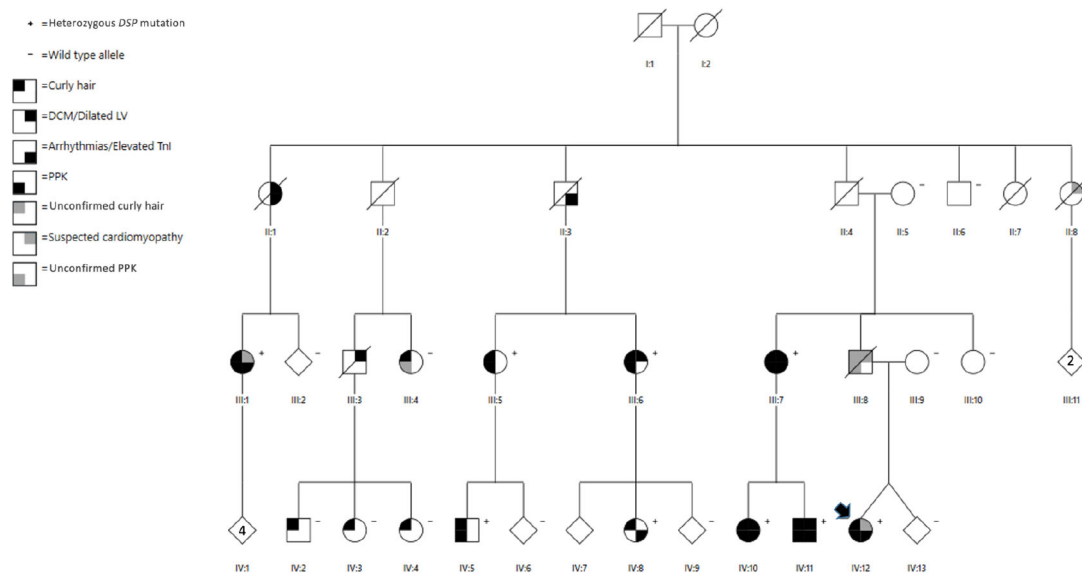 + =Heterozygous DSP mutation
- =Wild type allele
=Curly hair
=DCM/Dilated LV
=Arrhythmias/Elevated TnI
=PPK
=Unconfirmed curly hair
=Suspected cardiomyopathy
=Unconfirmed PPK
I:1 I:2
- -
II:1 II:2 II:3 II:4 II:5 II:6 II:7 II:8
+ - - + + + - - 2
III:1 III:2 III:3 III:4 III:5 III:6 III:7 III:8 III:9 III:10 III:11
4 - - - + - + - + + + -
IV:1 IV:2 IV:3 IV:4 IV:5 IV:6 IV:7 IV:8 IV:9 IV:10 IV:11 IV:12 IV:13